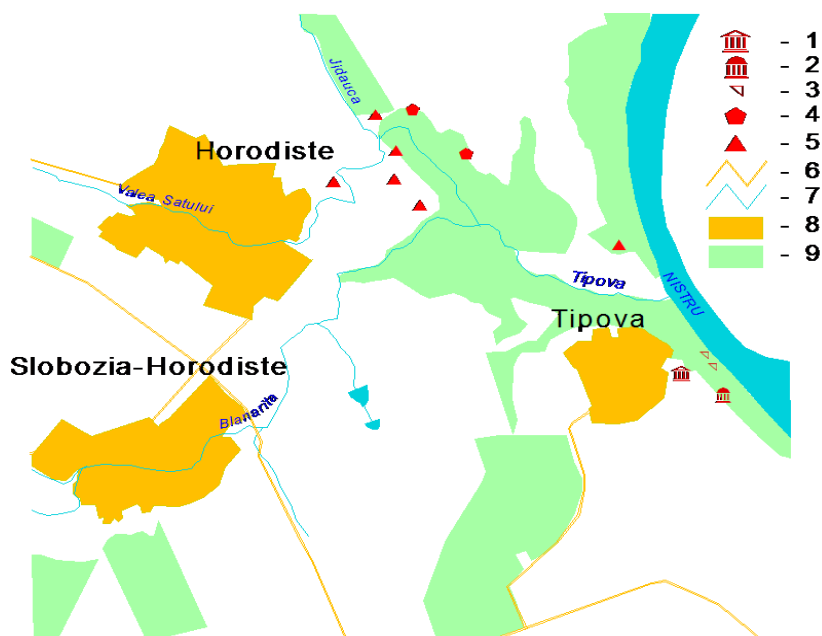 Jidauca
Horodiste
Valea Satului
Tipova
NISTRU
Tipova
Slobozia-Horodiste
Blanarita
- 1
- 2
- 3
- 4
- 5
- 6
- 7
- 8
- 9